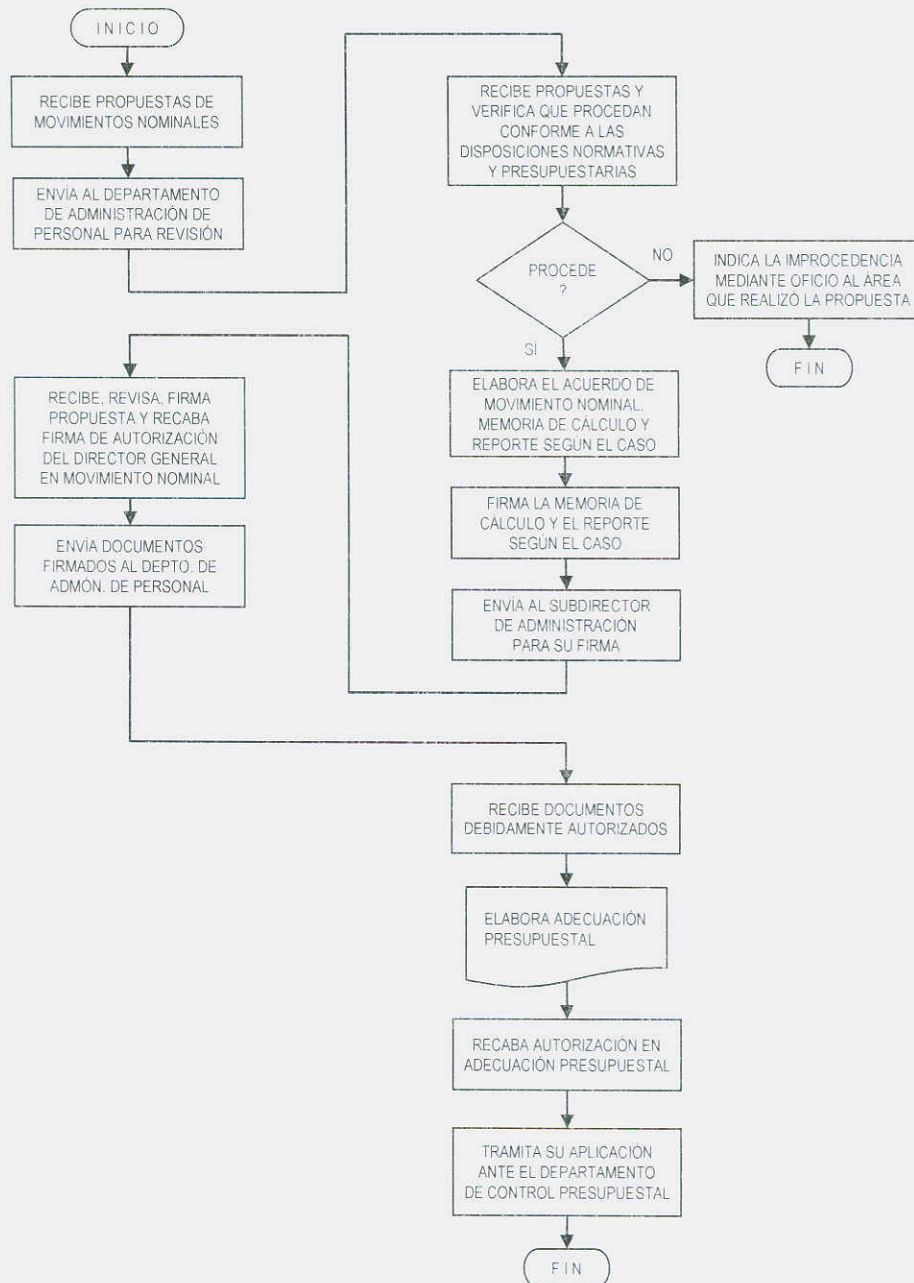 INICIO
RECIBE PROPUESTAS DE
MOVIMIENTOS NOMINALES
ENVÍA AL DEPARTAMENTO
DE ADMINISTRACIÓN DE
PERSONAL PARA REVISIÓN
RECIBE PROPUESTAS Y
VERIFICA QUE PROCEDAN
CONFORME A LAS
DISPOSICIONES NORMATIVAS
Y PRESUPUESTARIAS
PROCEDE
?
NO
INDICA LA IMPROCEDENCIA
MEDIANTE OFICIO AL ÁREA
QUE REALIZÓ LA PROPUESTA
FIN
SÍ
ELABORA EL ACUERDO DE
MOVIMIENTO NOMINAL,
MEMORIA DE CÁLCULO Y
REPORTE SEGÚN EL CASO
FIRMA LA MEMORIA DE
CÁLCULO Y EL REPORTE
SEGÚN EL CASO
ENVÍA AL SUBDIRECTOR
DE ADMINISTRACIÓN
PARA SU FIRMA
RECIBE, REVISA, FIRMA
PROPUESTA Y RECABA
FIRMA DE AUTORIZACIÓN
DEL DIRECTOR GENERAL
EN MOVIMIENTO NOMINAL
ENVÍA DOCUMENTOS
FIRMADOS AL DEPTO. DE
ADMÓN. DE PERSONAL
RECIBE DOCUMENTOS
DEBIDAMENTE AUTORIZADOS
ELABORA ADECUACIÓN
PRESUPUESTAL
RECABA AUTORIZACIÓN EN
ADECUACIÓN PRESUPUESTAL
TRAMITA SU APLICACIÓN
ANTE EL DEPARTAMENTO
DE CONTROL PRESUPUESTAL
FIN